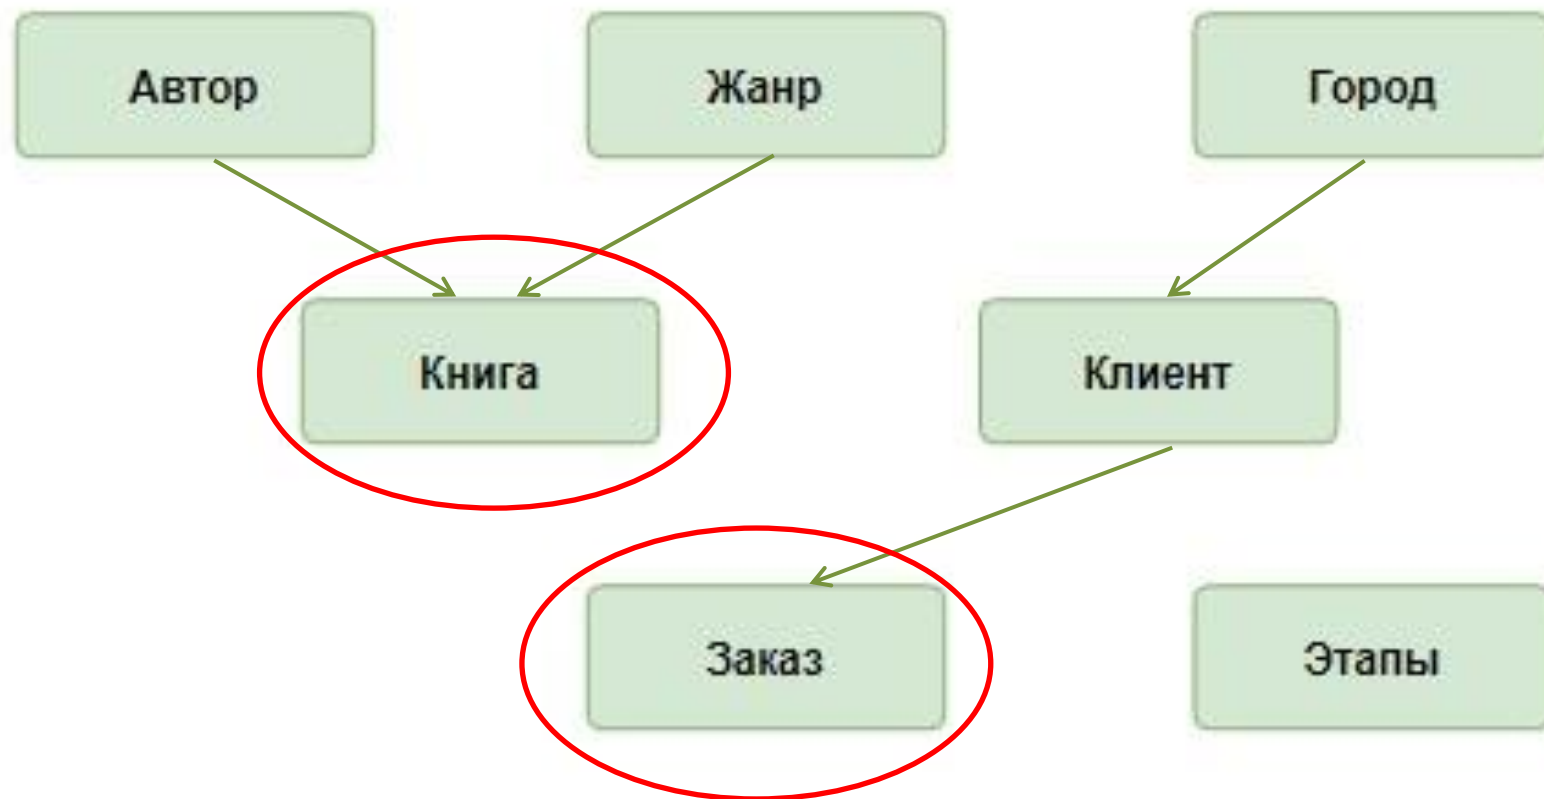 Автор
Жанр
Город
Книга
Клиент
Заказ
Этапы